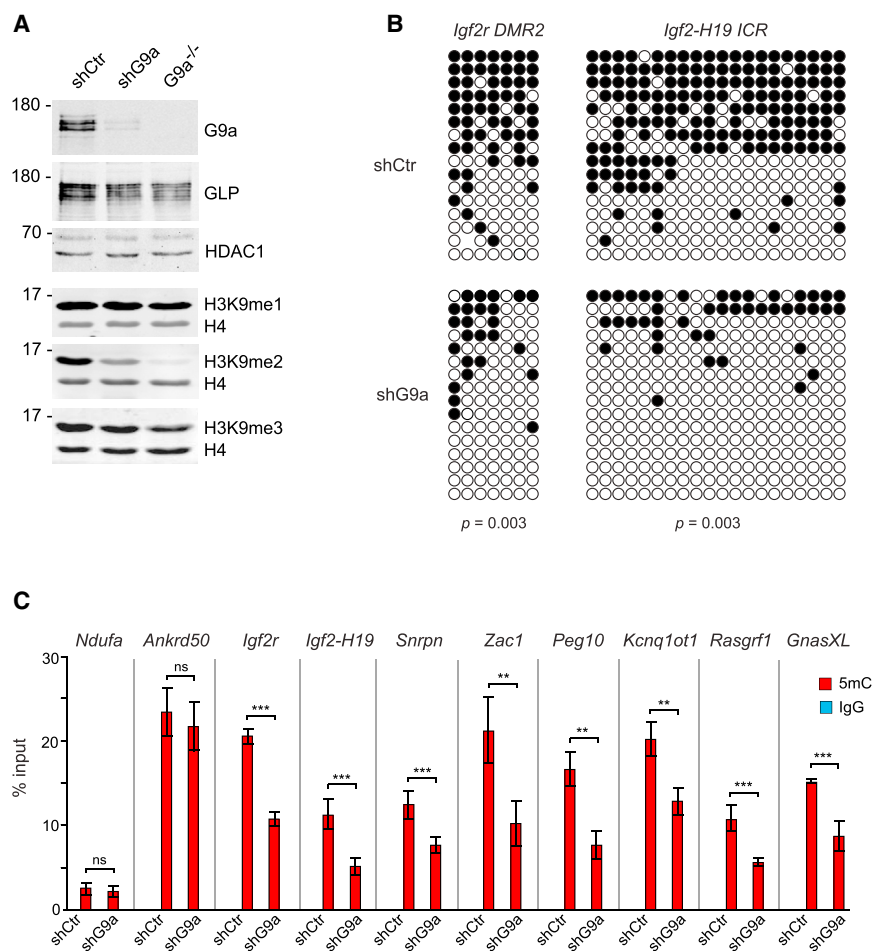 A
shCtr shG9a G9a-/-
180 -
G9a
180 -
GLP
70 -
HDAC1
17 -
H3K9me1
H4
17 -
H3K9me2
H4
17 -
H3K9me3
H4
B
Igf2r DMR2 Igf2-H19 ICR
shCtr
shG9a
p = 0.003 p = 0.003
C
Ndufa Ankrd50 Igf2r Igf2-H19 Snrpn Zac1 Peg10 Kcnq1ot1 Rasgrf1 GnasXL
% input
30
20
10
0
ns ns *** *** *** ** ** ** *** ***
5mC
IgG
shCtr shG9a shCtr shG9a shCtr shG9a shCtr shG9a shCtr shG9a shCtr shG9a shCtr shG9a shCtr shG9a shCtr shG9a shCtr shG9a